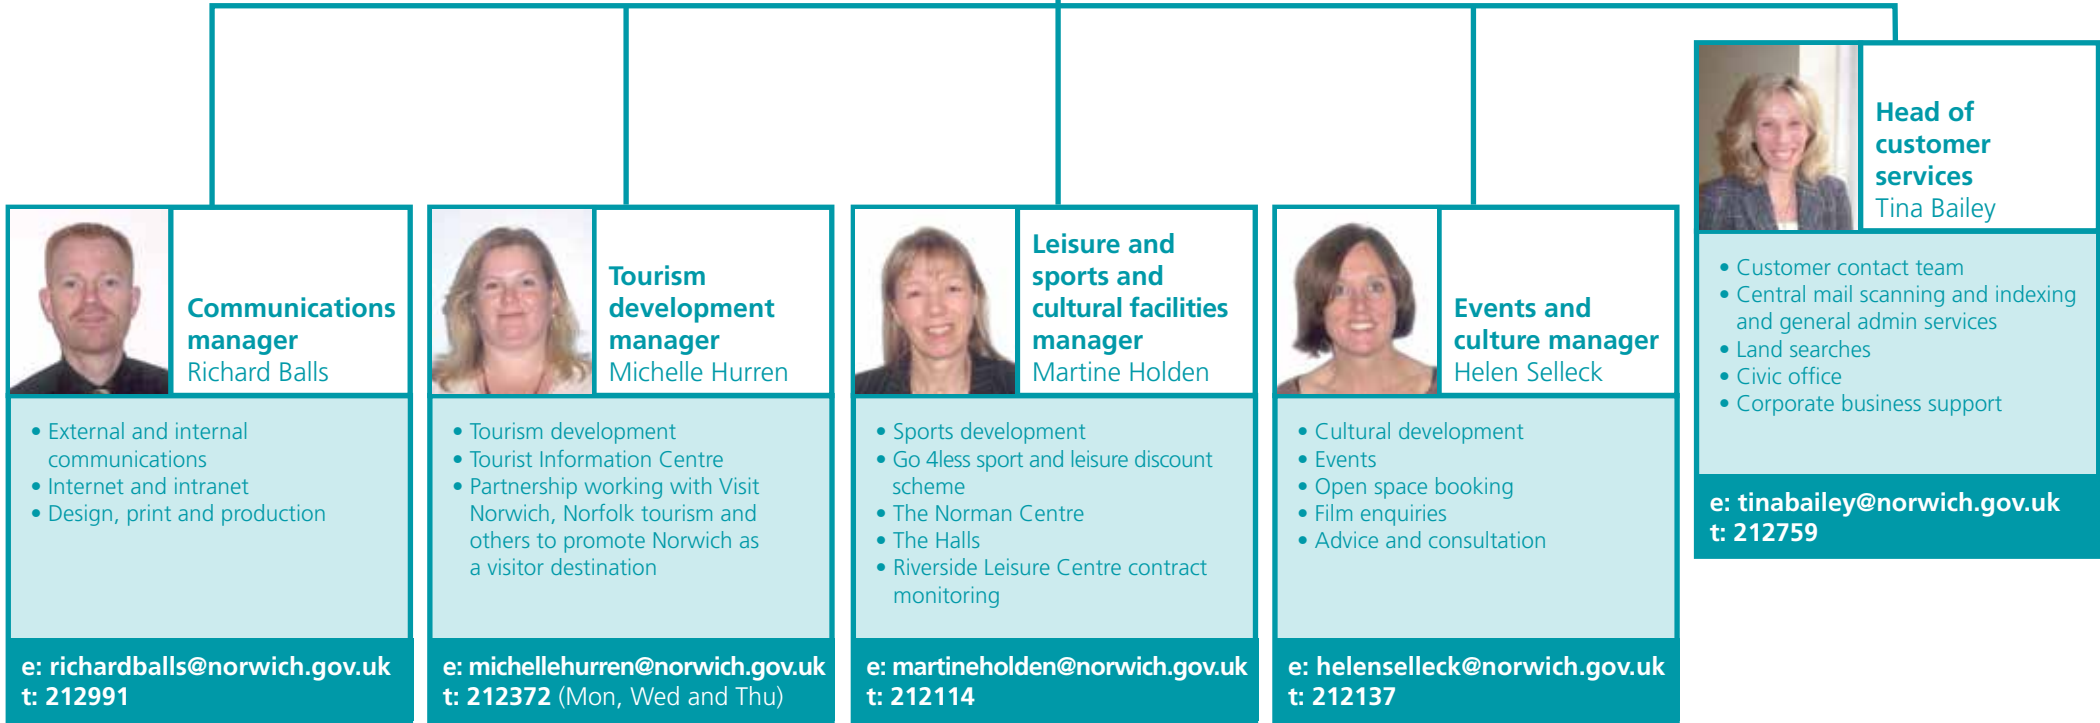 Communications
manager
Richard Balls
• External and internal
communications
• Internet and intranet
• Design, print and production
e: richardballs@norwich.gov.uk
t: 212991
Tourism
development
manager
Michelle Hurren
• Tourism development
• Tourist Information Centre
• Partnership working with Visit
Norwich, Norfolk tourism and
others to promote Norwich as
a visitor destination
e: michellehurren@norwich.gov.uk
t: 212372 (Mon, Wed and Thu)
Leisure and
sports and
cultural facilities
manager
Martine Holden
• Sports development
• Go 4less sport and leisure discount
scheme
• The Norman Centre
• The Halls
• Riverside Leisure Centre contract
monitoring
e: martineholden@norwich.gov.uk
t: 212114
Events and
culture manager
Helen Selleck
• Cultural development
• Events
• Open space booking
• Film enquiries
• Advice and consultation
e: helenselleck@norwich.gov.uk
t: 212137
Head of
customer
services
Tina Bailey
• Customer contact team
• Central mail scanning and indexing
and general admin services
• Land searches
• Civic office
• Corporate business support
e: tinabailey@norwich.gov.uk
t: 212759